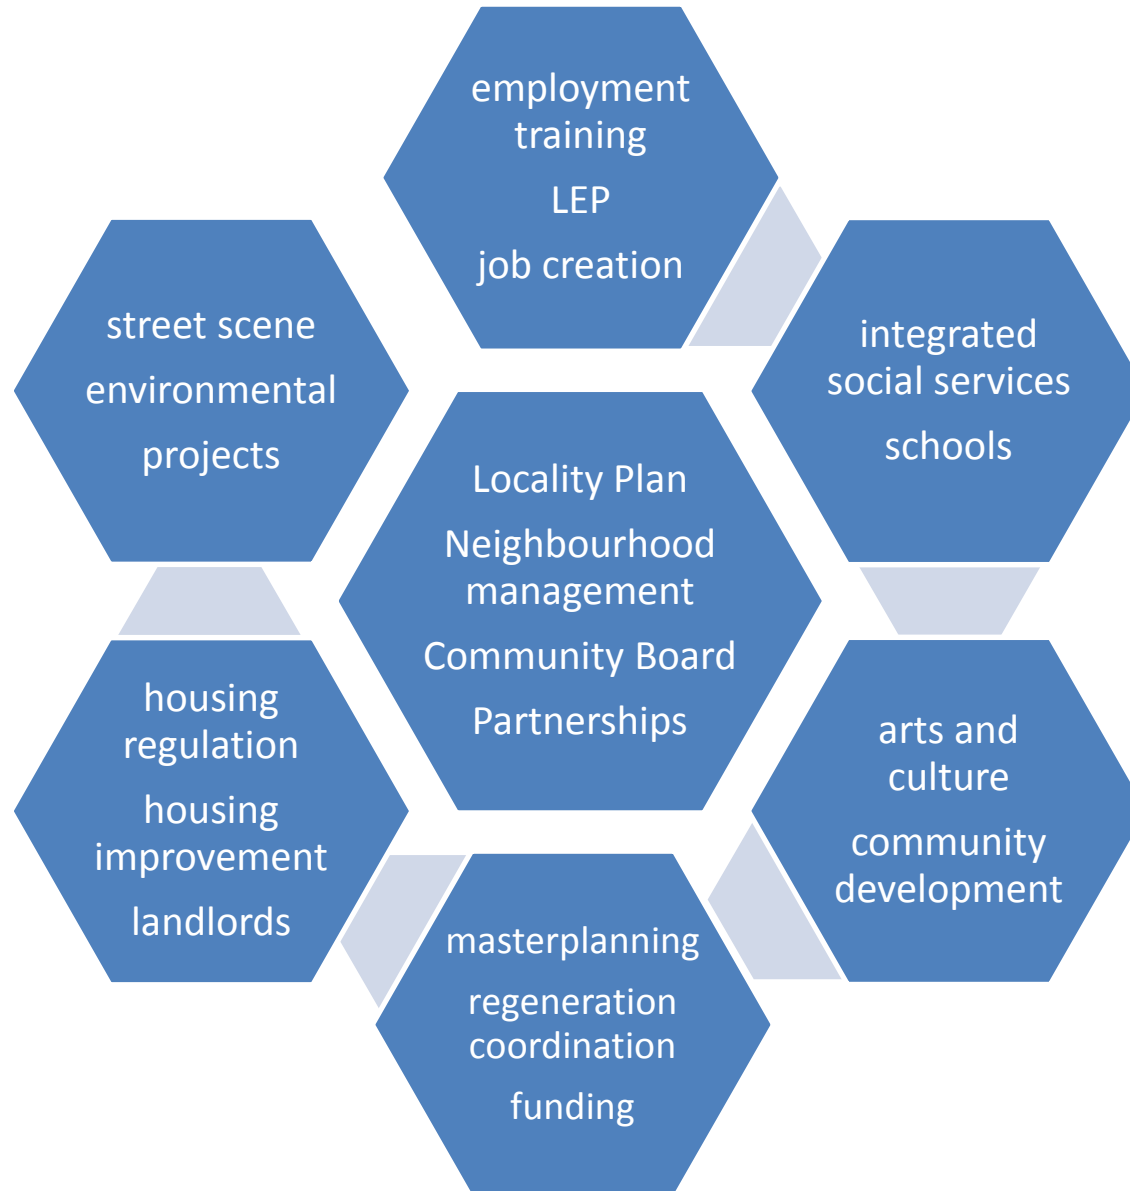 employment
training
LEP
job creation
street scene
environmental
projects
integrated
social services
schools
Locality Plan
Neighbourhood
management
Community Board
Partnerships
housing
regulation
housing
improvement
landlords
arts and
culture
community
development
masterplanning
regeneration
coordination
funding